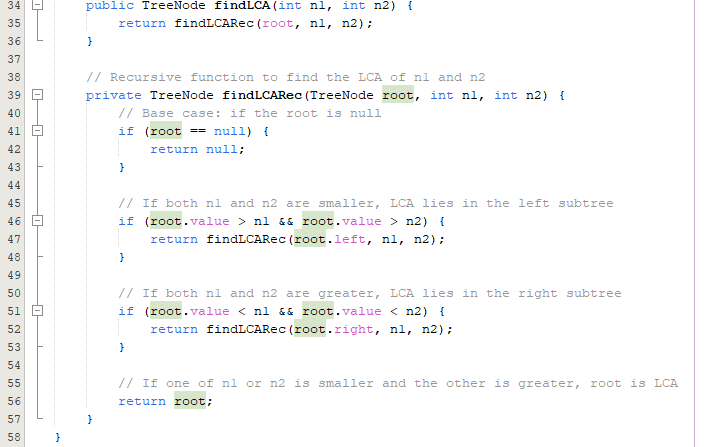 34 public TreeNode findLCA(int n1, int n2) {
35 return findLCARec(root, n1, n2);
36 }
37
38 // Recursive function to find the LCA of n1 and n2
39 private TreeNode findLCARec(TreeNode root, int n1, int n2) {
40 // Base case: if the root is null
41 if (root == null) {
42 return null;
43 }
44
45 // If both n1 and n2 are smaller, LCA lies in the left subtree
46 if (root.value > n1 && root.value > n2) {
47 return findLCARec(root.left, n1, n2);
48 }
49
50 // If both n1 and n2 are greater, LCA lies in the right subtree
51 if (root.value < n1 && root.value < n2) {
52 return findLCARec(root.right, n1, n2);
53 }
54
55 // If one of n1 or n2 is smaller and the other is greater, root is LCA
56 return root;
57 }
58 }